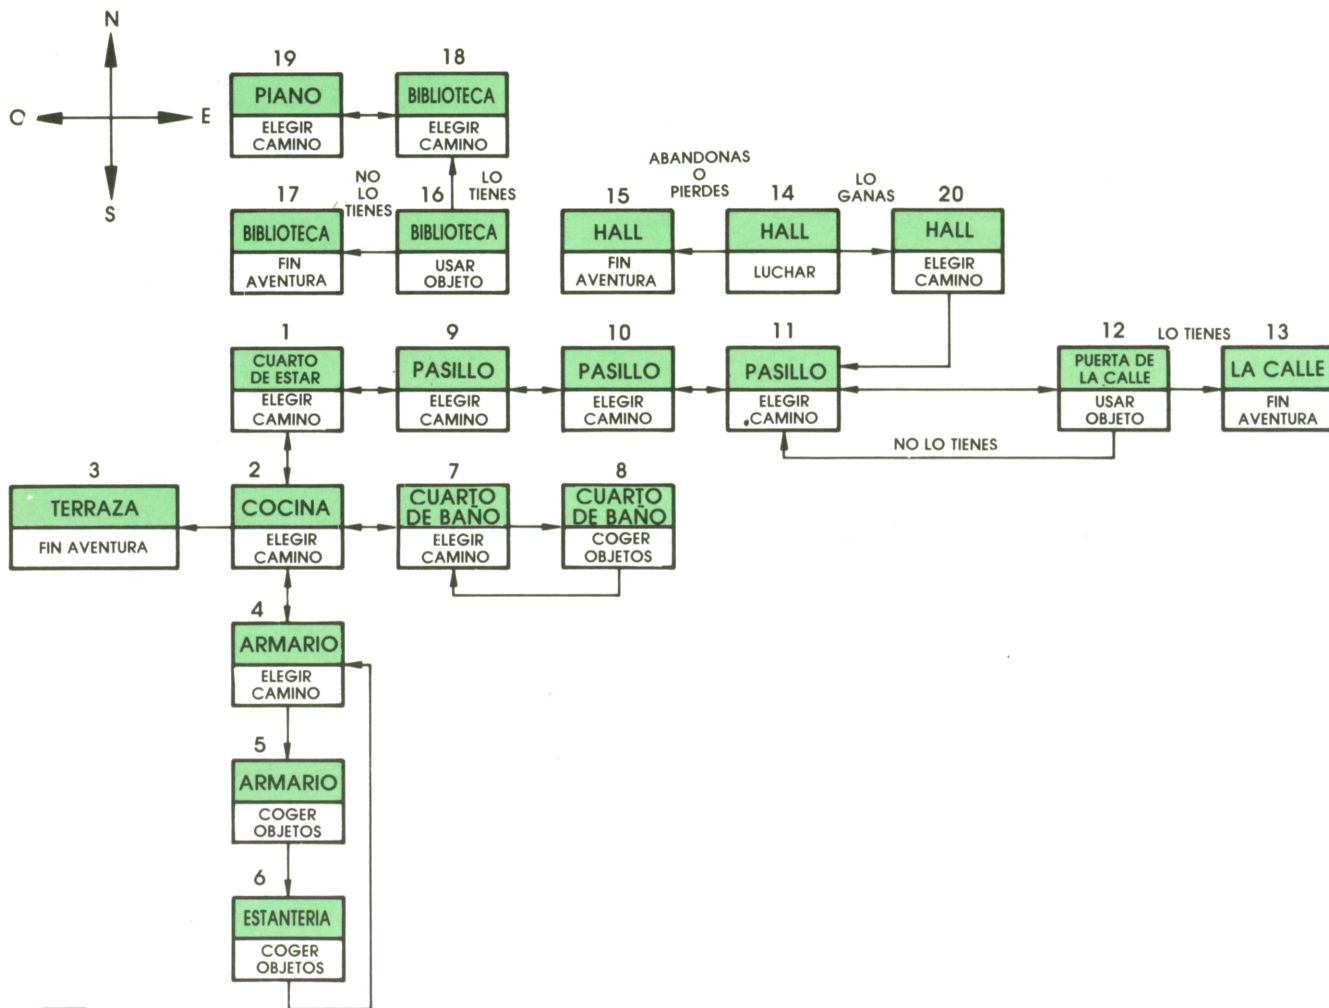 N
O
E
S
19
PIANO
ELEGIR
CAMINO
18
BIBLIOTECA
ELEGIR
CAMINO
17
BIBLIOTECA
FIN
AVENTURA
NO
LO
TIENES
16
BIBLIOTECA
USAR
OBJETO
LO
TIENES
15
HALL
FIN
AVENTURA
ABANDONAS
O
PIERDES
14
HALL
LUCHAR
LO
GANAS
20
HALL
ELEGIR
CAMINO
1
CUARTO
DE ESTAR
ELEGIR
CAMINO
9
PASILLO
ELEGIR
CAMINO
10
PASILLO
ELEGIR
CAMINO
11
PASILLO
ELEGIR
CAMINO
12
PUERTA DE
LA CALLE
USAR
OBJETO
LO TIENES
13
LA CALLE
FIN
AVENTURA
NO LO TIENES
3
TERRAZA
FIN AVENTURA
2
COCINA
ELEGIR
CAMINO
7
CUARTO
DE BAÑO
ELEGIR
CAMINO
8
CUARTO
DE BAÑO
COGER
OBJETOS
4
ARMARIO
ELEGIR
CAMINO
5
ARMARIO
COGER
OBJETOS
6
ESTANTERIA
COGER
OBJETOS